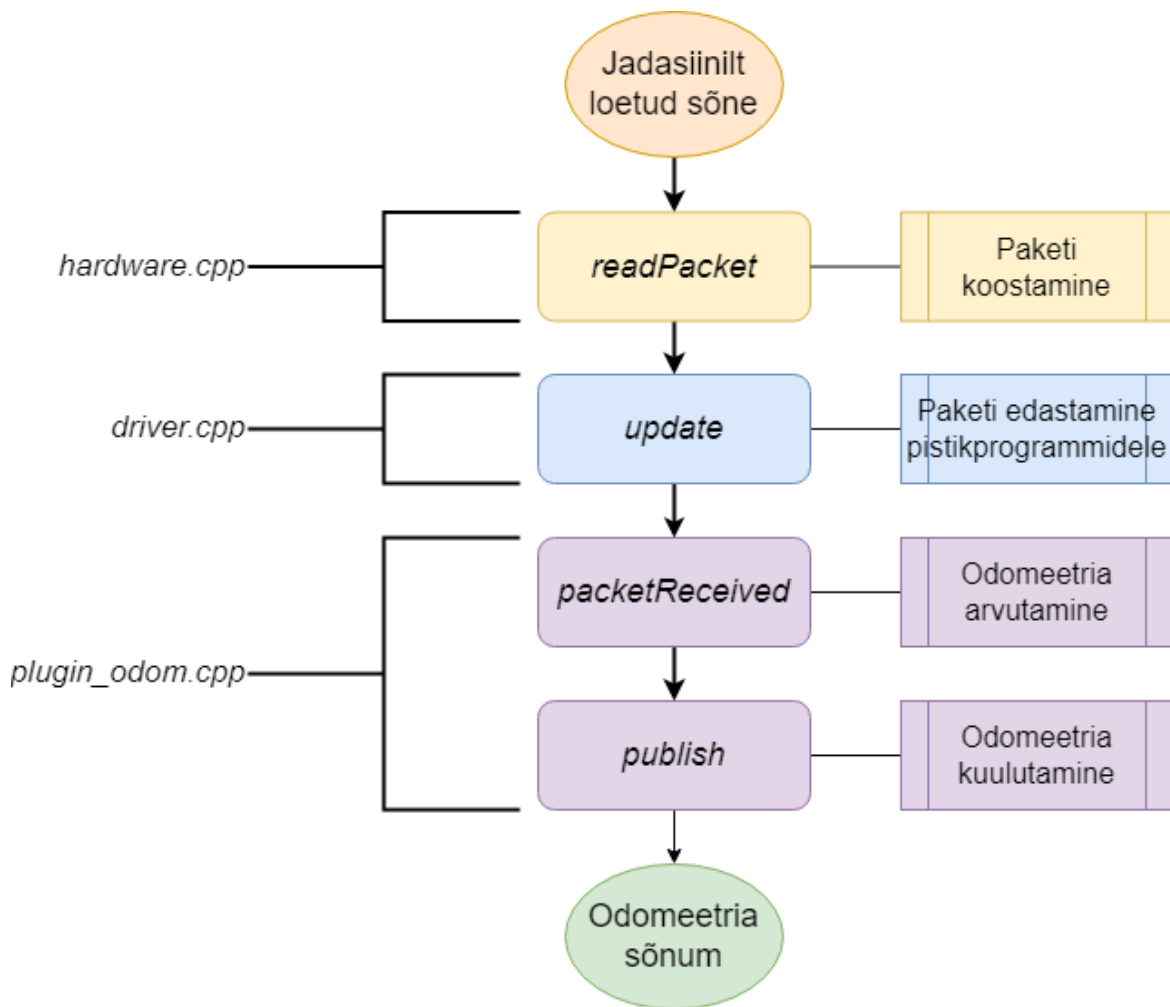 Jadasiinilt
loetud sõne
hardware.cpp
readPacket
Paketi
koostamine
driver.cpp
update
Paketi edastamine
pistikprogrammidele
plugin_odom.cpp
packetReceived
Odomeetria
arvutamine
publish
Odomeetria
kuulutamine
Odomeetria
sõnum